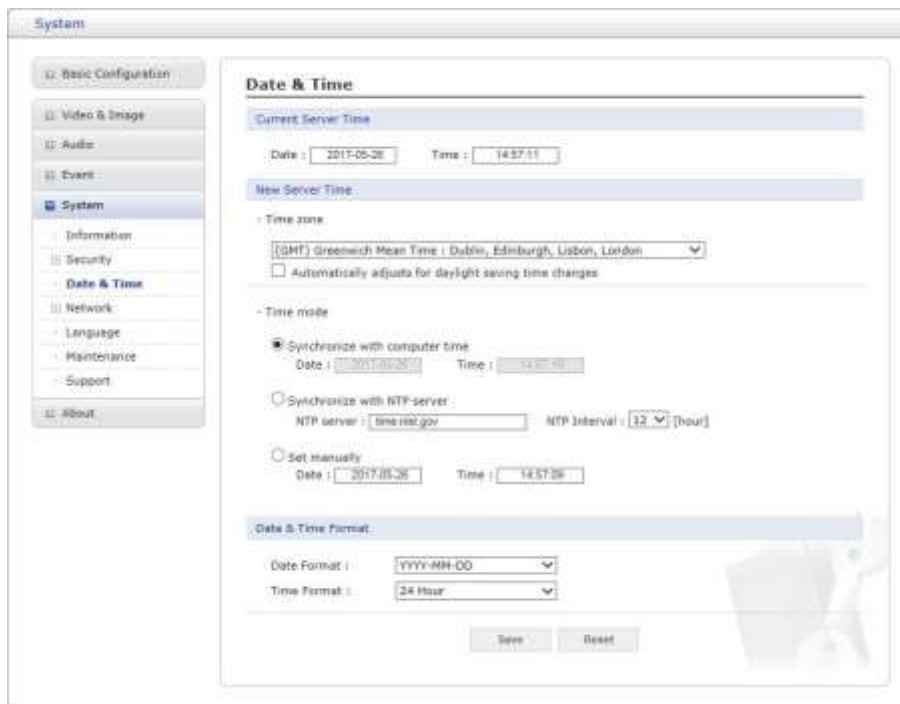 System
Basic Configuration
Video & Image
Audio
Event
System
Information
Security
Date & Time
Network
Language
Maintenance
Support
About
Date & Time
Current Server Time
Date : 2017-05-26 Time : 14:57:11
New Server Time
- Time zone
(GMT) Greenwich Mean Time : Dublin, Edinburgh, Lisbon, London
Automatically adjusts for daylight saving time changes
- Time mode
Synchronize with computer time
Date : 2017-05-26 Time :
Synchronize with NTP server
NTP server : time.nist.gov NTP Interval : 12 [hour]
Set manually
Date : 2017-05-26 Time : 14:57:09
Date & Time Format
Date Format : YYYY-MM-DD
Time Format : 24 Hour
Save Reset